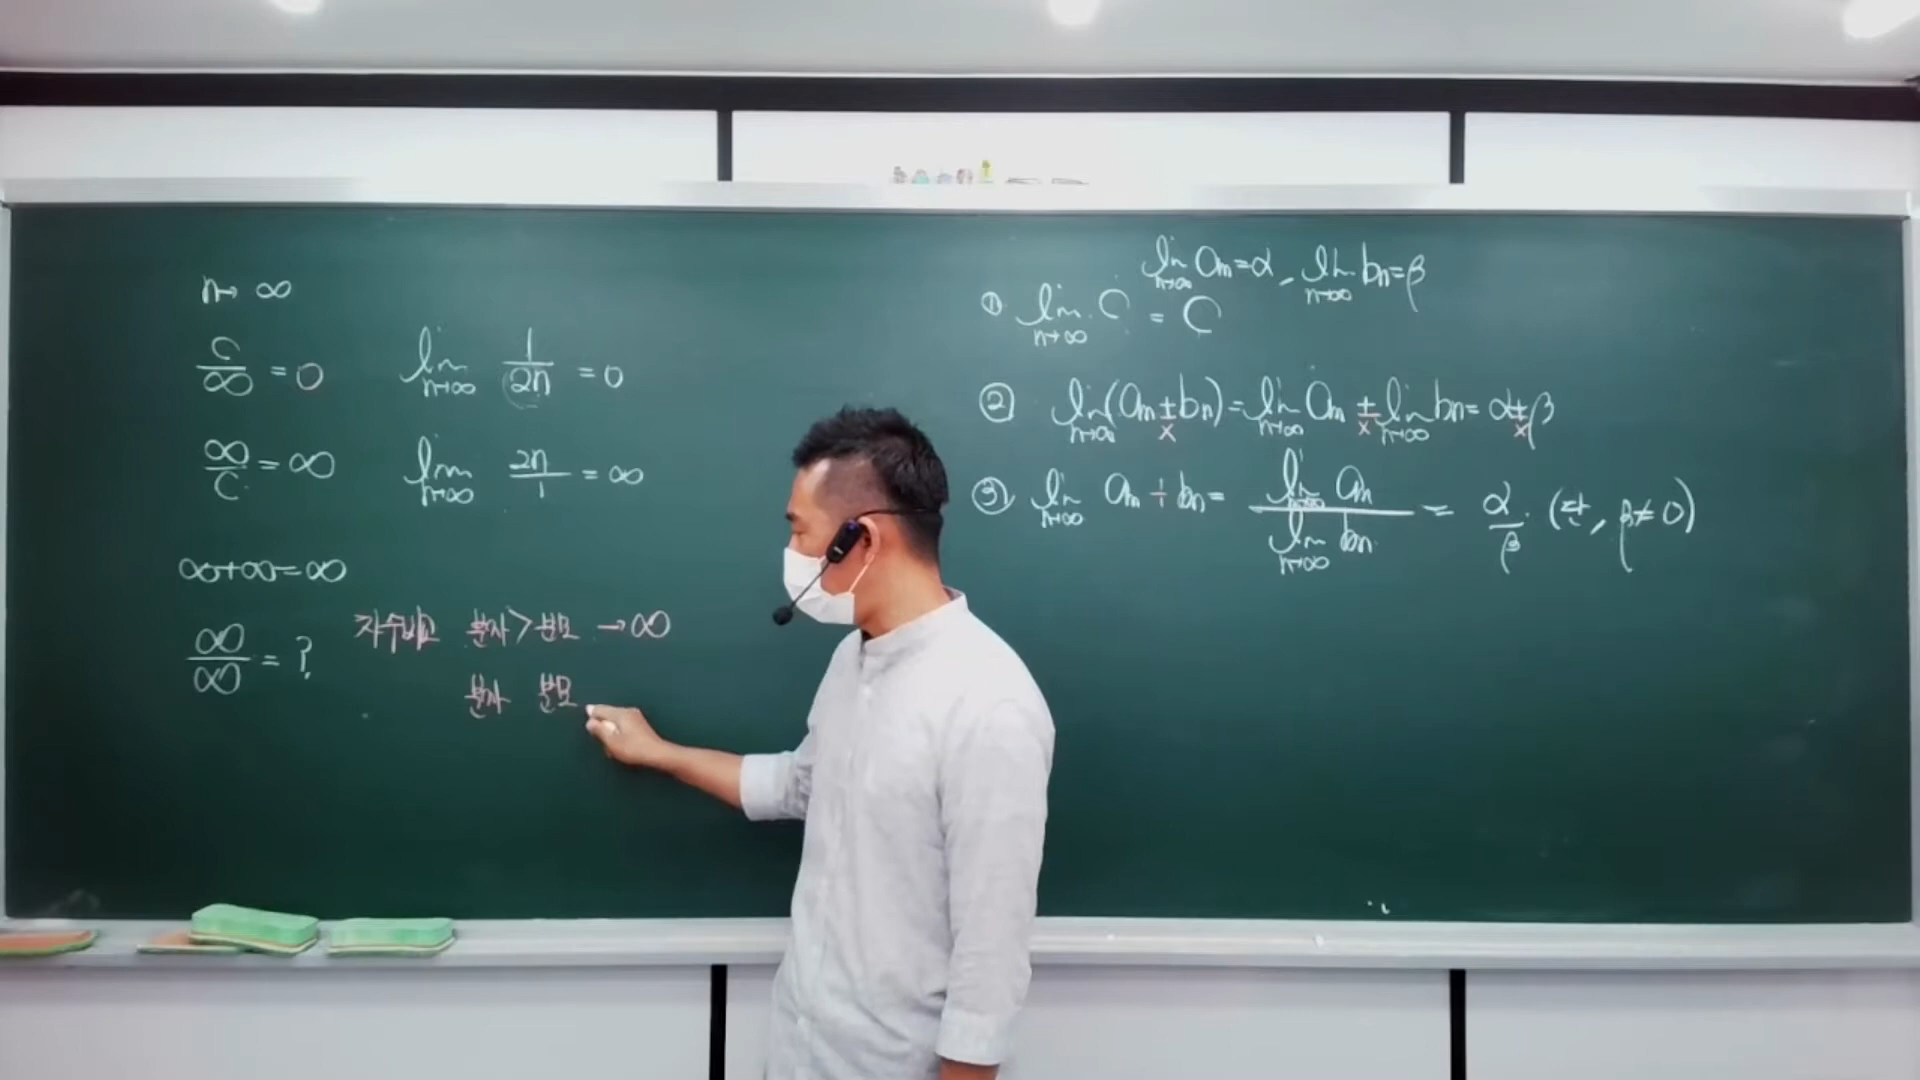 n→∞
C/∞ = 0
lim n→∞ 1/2n = 0
∞/C = ∞
lim n→∞ 2n/1 = ∞
∞+∞=∞
∞/∞ = ?
차수비교 분자>분모 →∞
분자 분모
lim n→∞ an=α, lim n→∞ bn=β
① lim n→∞ C = C
② lim n→∞ (an±bn)=lim n→∞ an ± lim n→∞ bn= α±β
× × ×
③ lim n→∞ an ÷ bn= lim n→∞ an / lim n→∞ bn = α/β (단, β≠0)